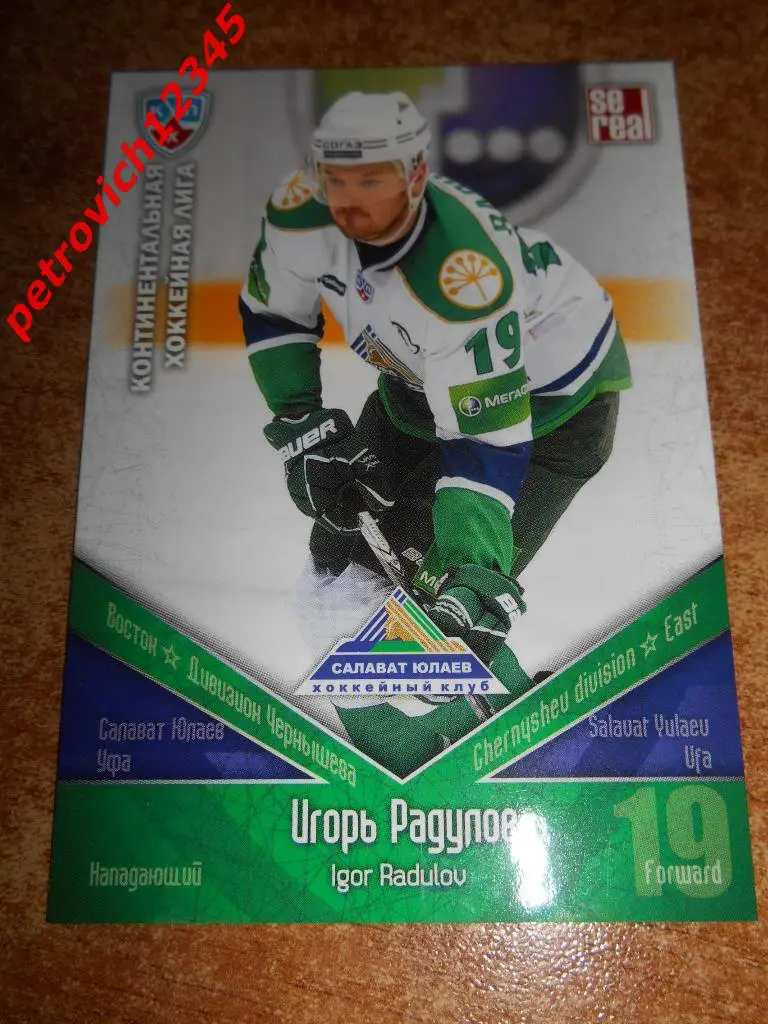 petrovich12345
КОНТИНЕНТАЛЬНАЯ
ХОККЕЙНАЯ ЛИГА
se
real
СОГАЗ
19
МЕГАФ
BAUER
САЛАВАТ ЮЛАЕВ
ХОККЕЙНЫЙ КЛУБ
Восток ☆ Дивизион Чернышева
Chernyshev division ☆ East
Салават Юлаев
Уфа
Salavat Yulaev
Ufa
Игорь Радулов
Igor Radulov
Нападающий
19
Forward